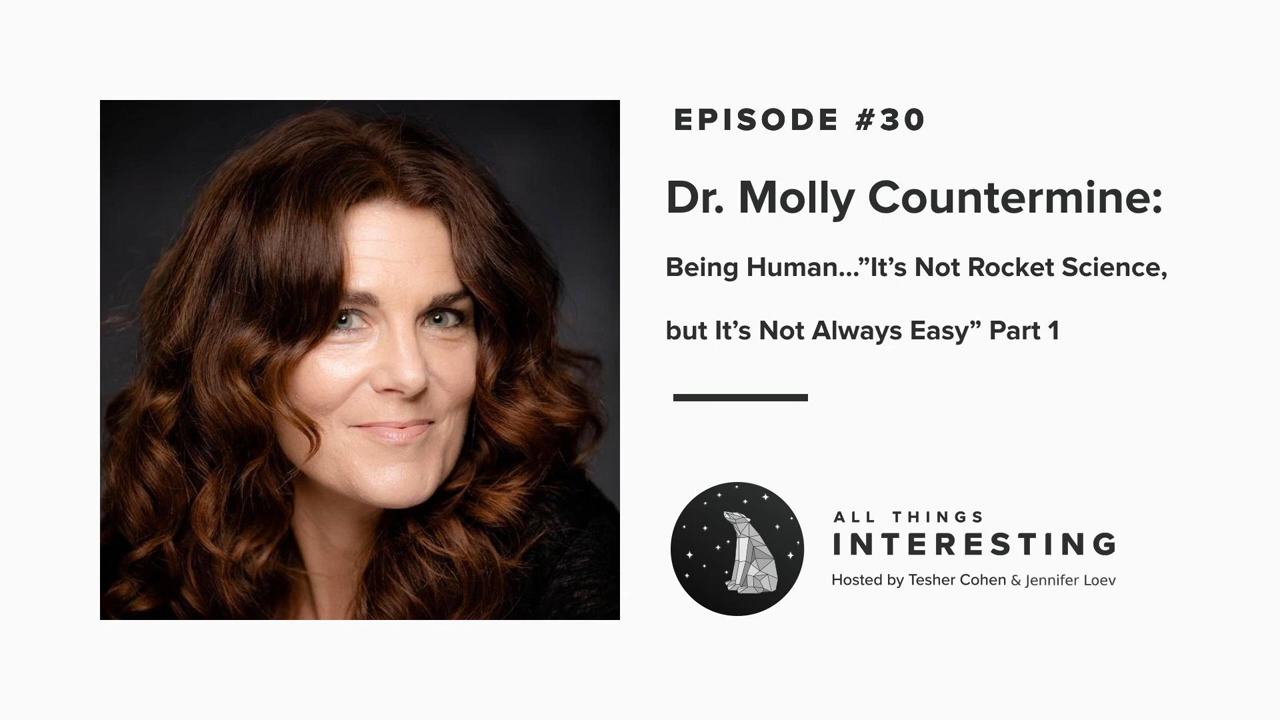 EPISODE #30
Dr. Molly Countermine:
Being Human...”It’s Not Rocket Science,
but It’s Not Always Easy” Part 1
ALL THINGS
INTERESTING
Hosted by Tesher Cohen & Jennifer Loev